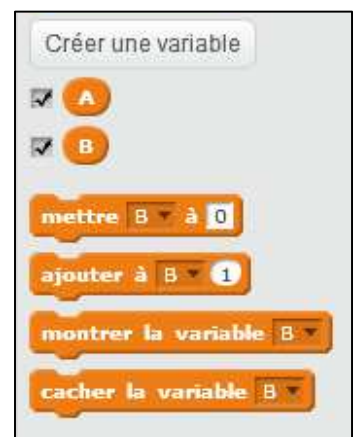 Créer une variable
A
B
mettre B à 0
ajouter à B 1
montrer la variable B
cacher la variable B